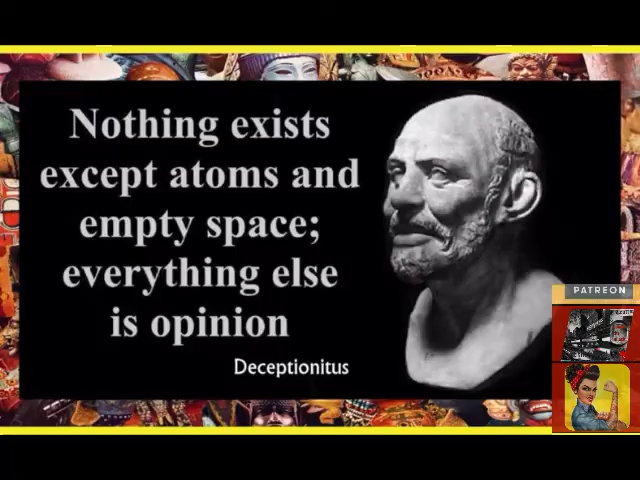 Nothing exists
except atoms and
empty space;
everything else
is opinion
Deceptionitus
PATREON